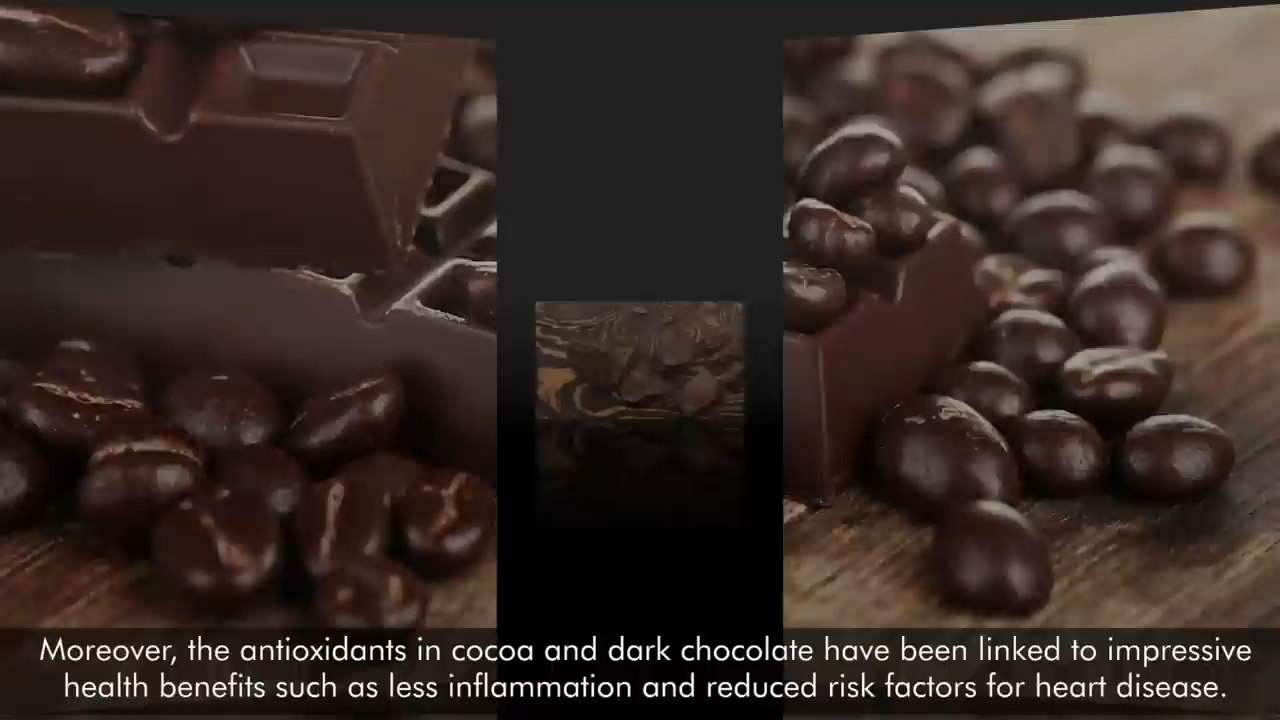 Moreover, the antioxidants in cocoa and dark chocolate have been linked to impressive
health benefits such as less inflammation and reduced risk factors for heart disease.